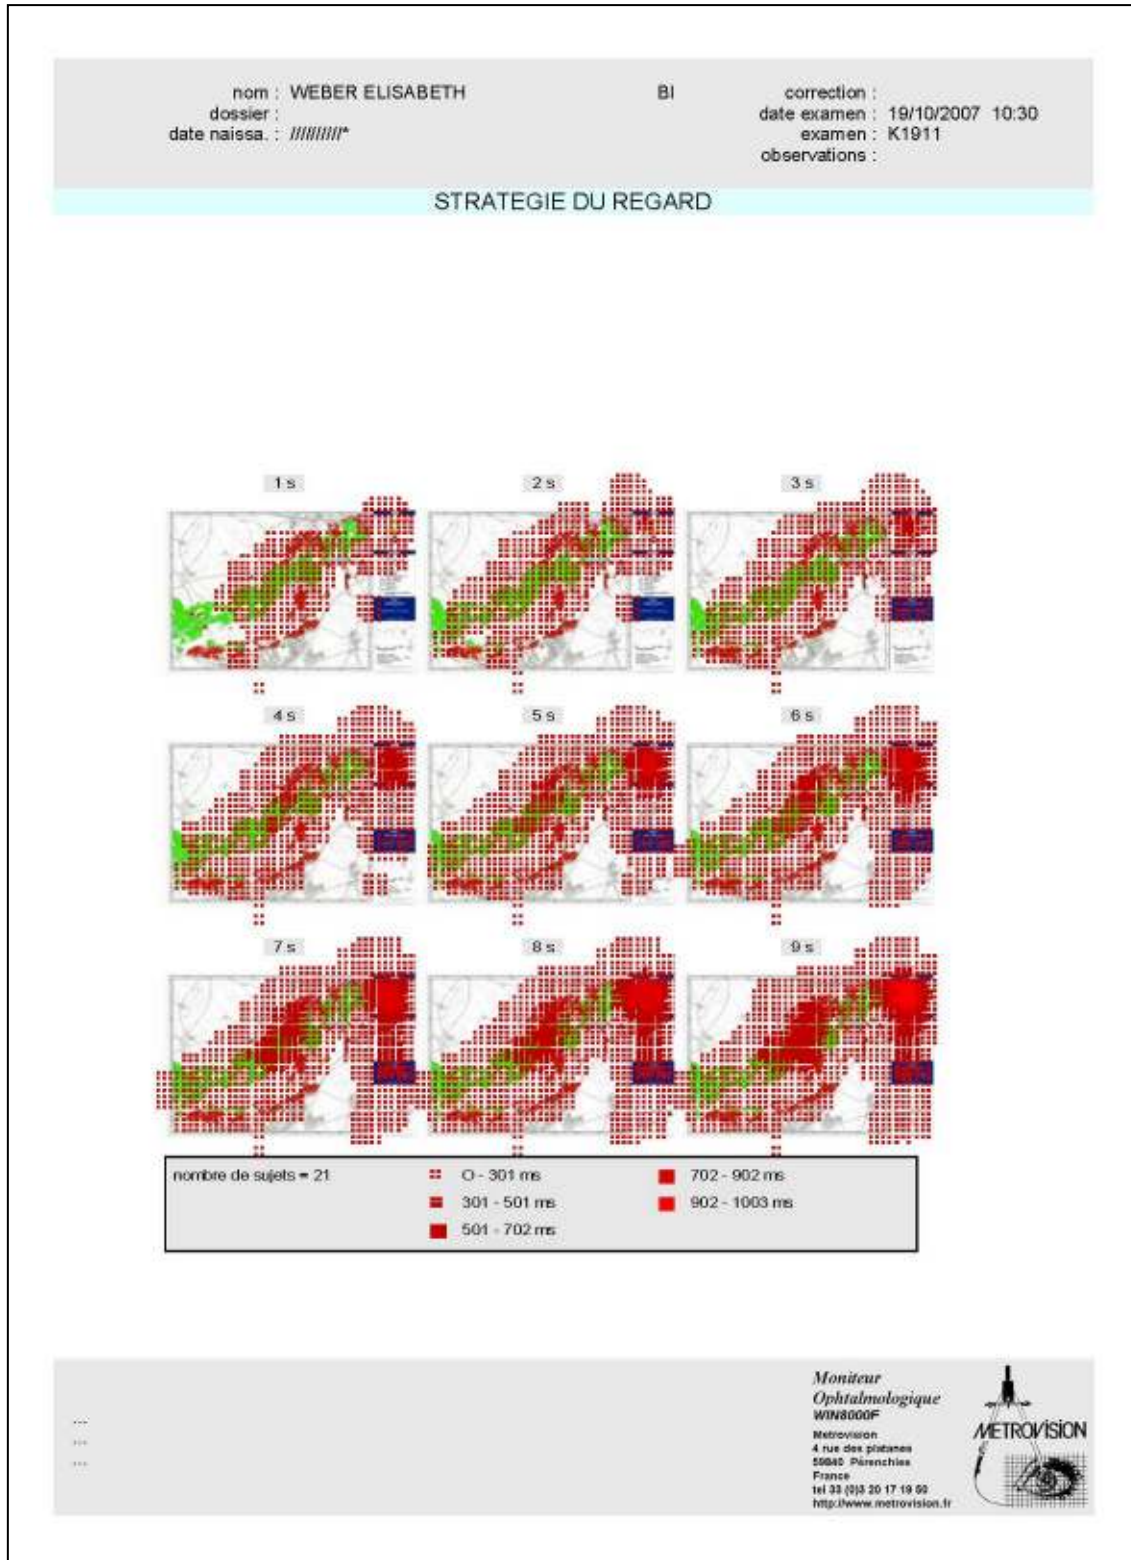 nom : WEBER ELISABETH BI correction :
dossier : date examen : 19/10/2007 10:30
date naissa. : //////////* examen : K1911
observations :
STRATEGIE DU REGARD
1 s 2 s 3 s
4 s 5 s 6 s
7 s 8 s 9 s
nombre de sujets = 21 O - 301 ms 702 - 902 ms
301 - 501 ms 902 - 1003 ms
501 - 702 ms
Moniteur
Ophtalmologique
WIN8000F
Metrovision
4 rue des platanes
59840 Pérenchies
France
tel 33 (0)3 20 17 19 50
http://www.metrovision.fr
METROVISION
---
---
---